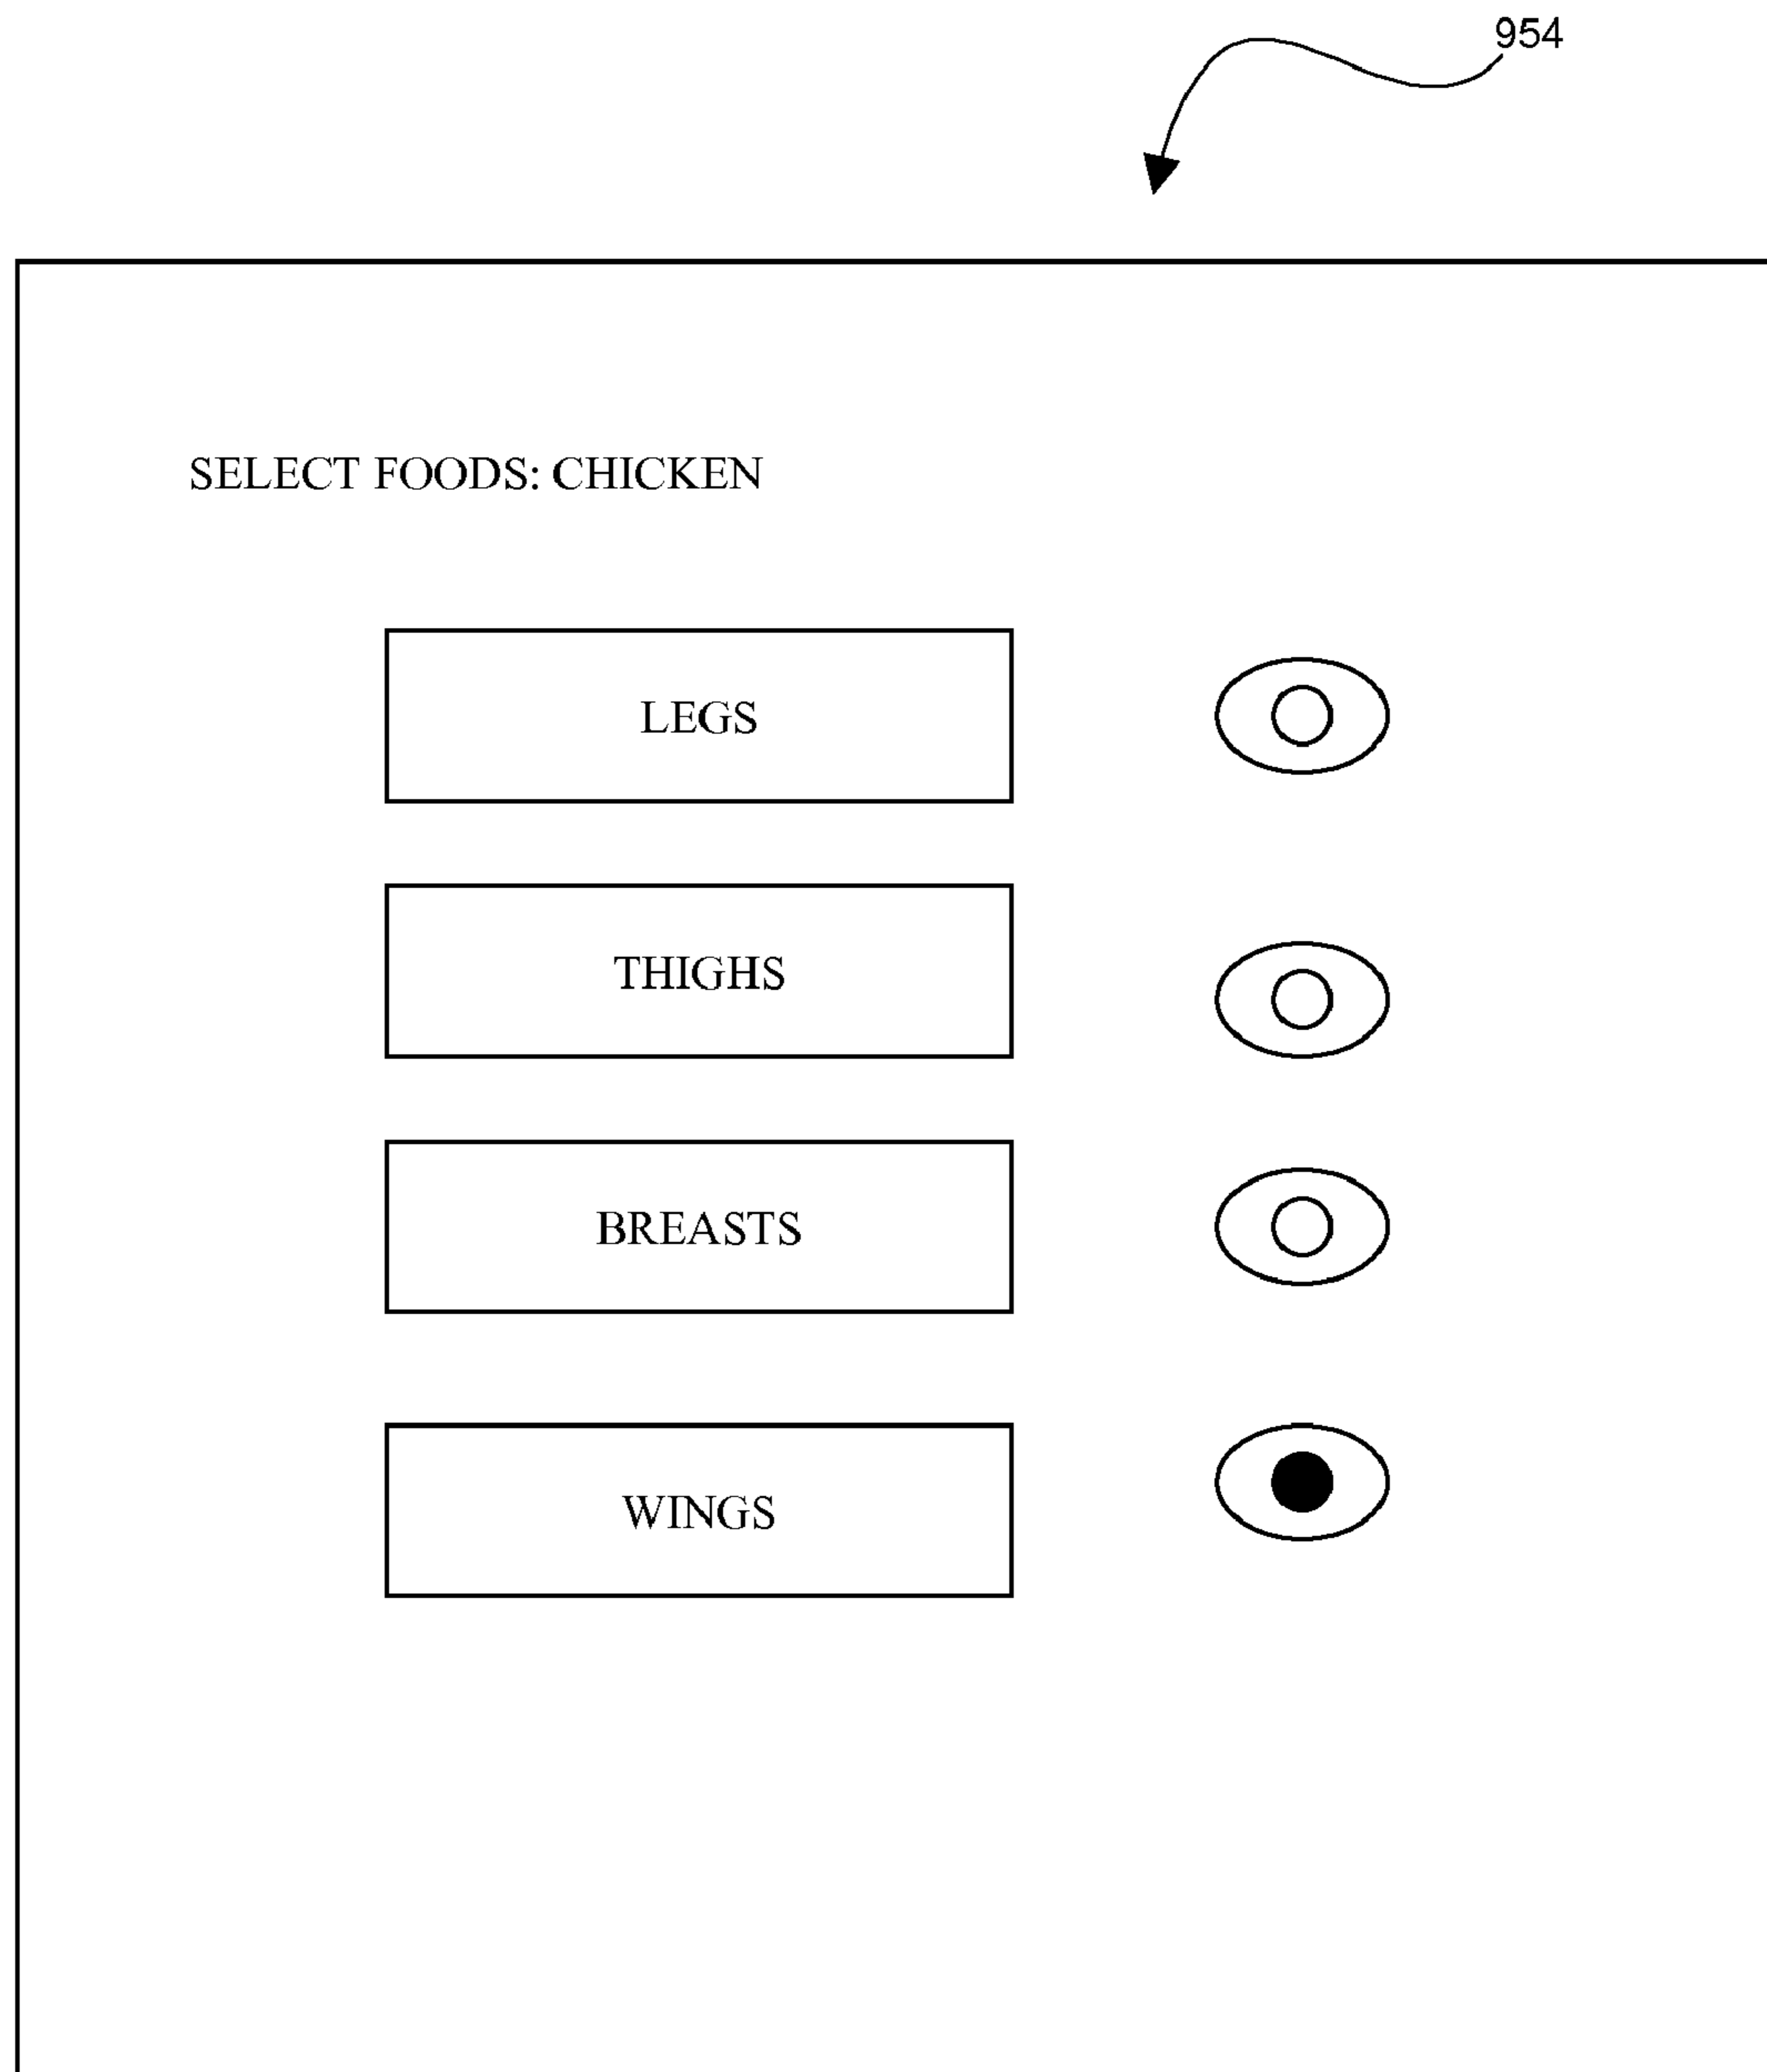 954
SELECT FOODS: CHICKEN
LEGS
THIGHS
BREASTS
WINGS